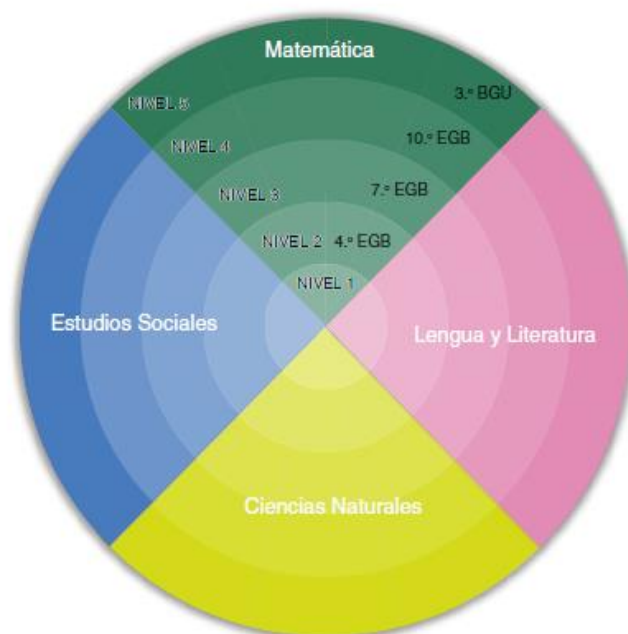 Matemática
NIVEL 5
3.º BGU
NIVEL 4
10.º EGB
NIVEL 3
7.º EGB
NIVEL 2
4.º EGB
NIVEL 1
Estudios Sociales
Lengua y Literatura
Ciencias Naturales